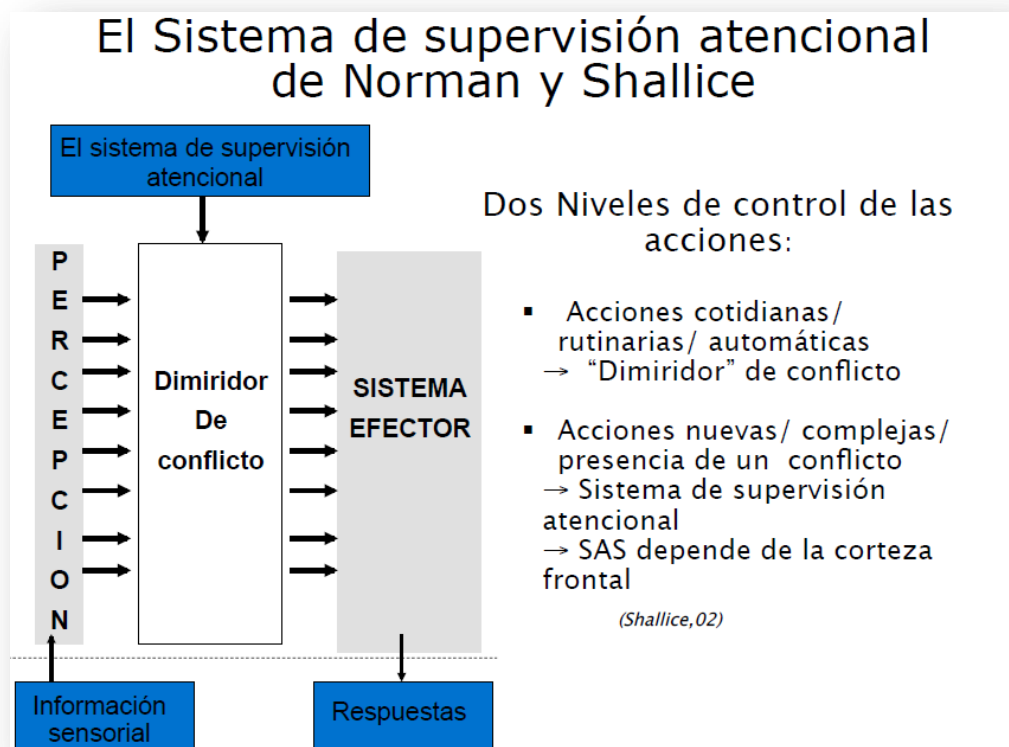 El Sistema de supervisión atencional
de Norman y Shallice
El sistema de supervisión
atencional
P
E
R
C
E
P
C
I
O
N
Dimiridor
De
conflicto
SISTEMA
EFECTOR
Información
sensorial
Respuestas
Dos Niveles de control de las
acciones:
▪ Acciones cotidianas/
rutinarias/ automáticas
→ “Dimiridor” de conflicto
▪ Acciones nuevas/ complejas/
presencia de un conflicto
→ Sistema de supervisión
atencional
→ SAS depende de la corteza
frontal
(Shallice,02)